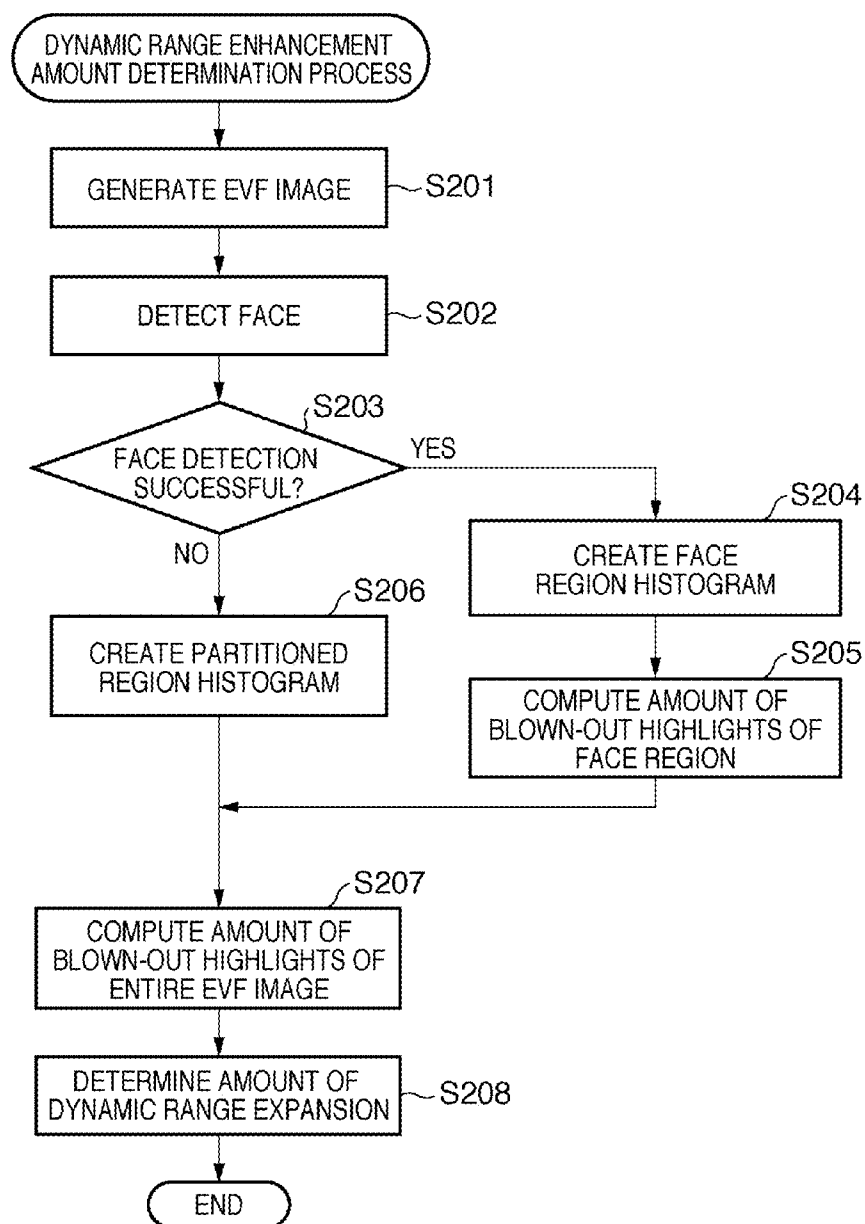 DYNAMIC RANGE ENHANCEMENT
AMOUNT DETERMINATION PROCESS
GENERATE EVF IMAGE
S201
DETECT FACE
S202
S203
FACE DETECTION
SUCCESSFUL?
YES
NO
S204
CREATE FACE
REGION HISTOGRAM
S205
COMPUTE AMOUNT OF
BLOWN-OUT HIGHLIGHTS OF
FACE REGION
S206
CREATE PARTITIONED
REGION HISTOGRAM
S207
COMPUTE AMOUNT OF
BLOWN-OUT HIGHLIGHTS OF
ENTIRE EVF IMAGE
DETERMINE AMOUNT OF
DYNAMIC RANGE EXPANSION
S208
END